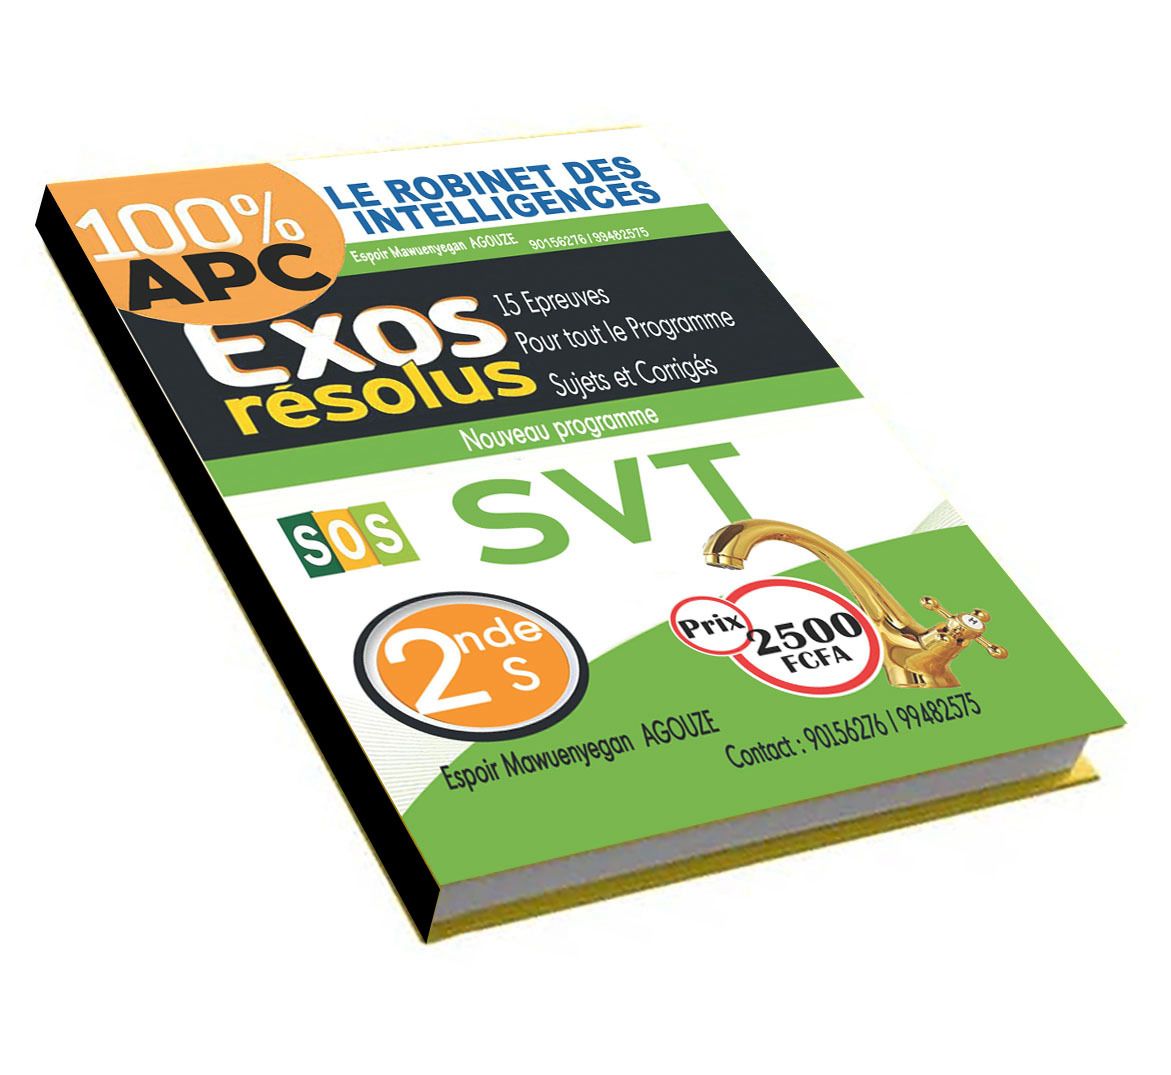 100%
APC
LE ROBINET DES
INTELLIGENCES
Espoir Mawuenyegan AGOUZE 90156276 / 99482575
Exos
résolus
15 Epreuves
Pour tout le Programme
Sujets et Corrigés
Nouveau programme
SOS
SVT
2nde
S
Prix
2500
FCFA
H
Espoir Mawuenyegan AGOUZE
Contact : 90156276 / 99482575